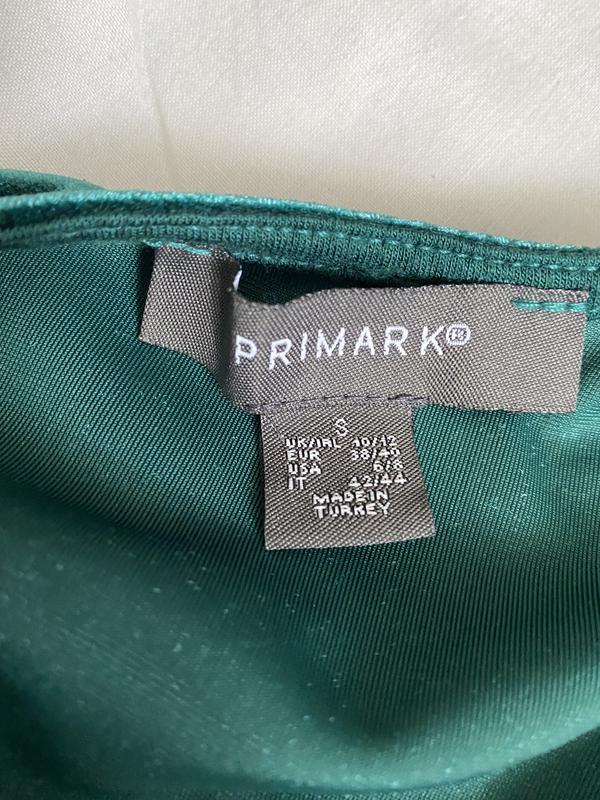 PRIMARK®
S
UK/IRL 10/12
EUR 38/40
USA 6/8
IT 42/44
MADE IN
TURKEY